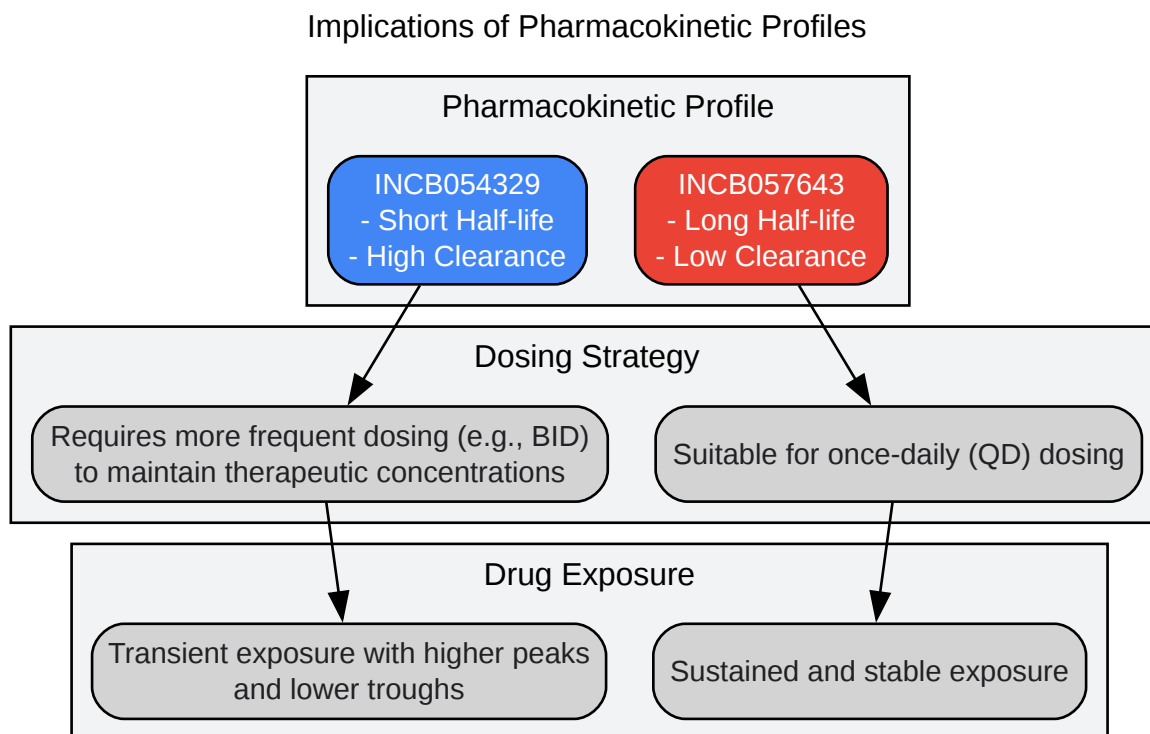 Implications of Pharmacokinetic Profiles
Pharmacokinetic Profile
INCB054329
- Short Half-life
- High Clearance
INCB057643
- Long Half-life
- Low Clearance
Dosing Strategy
Requires more frequent dosing (e.g., BID)
to maintain therapeutic concentrations
Suitable for once-daily (QD) dosing
Drug Exposure
Transient exposure with higher peaks
and lower troughs
Sustained and stable exposure